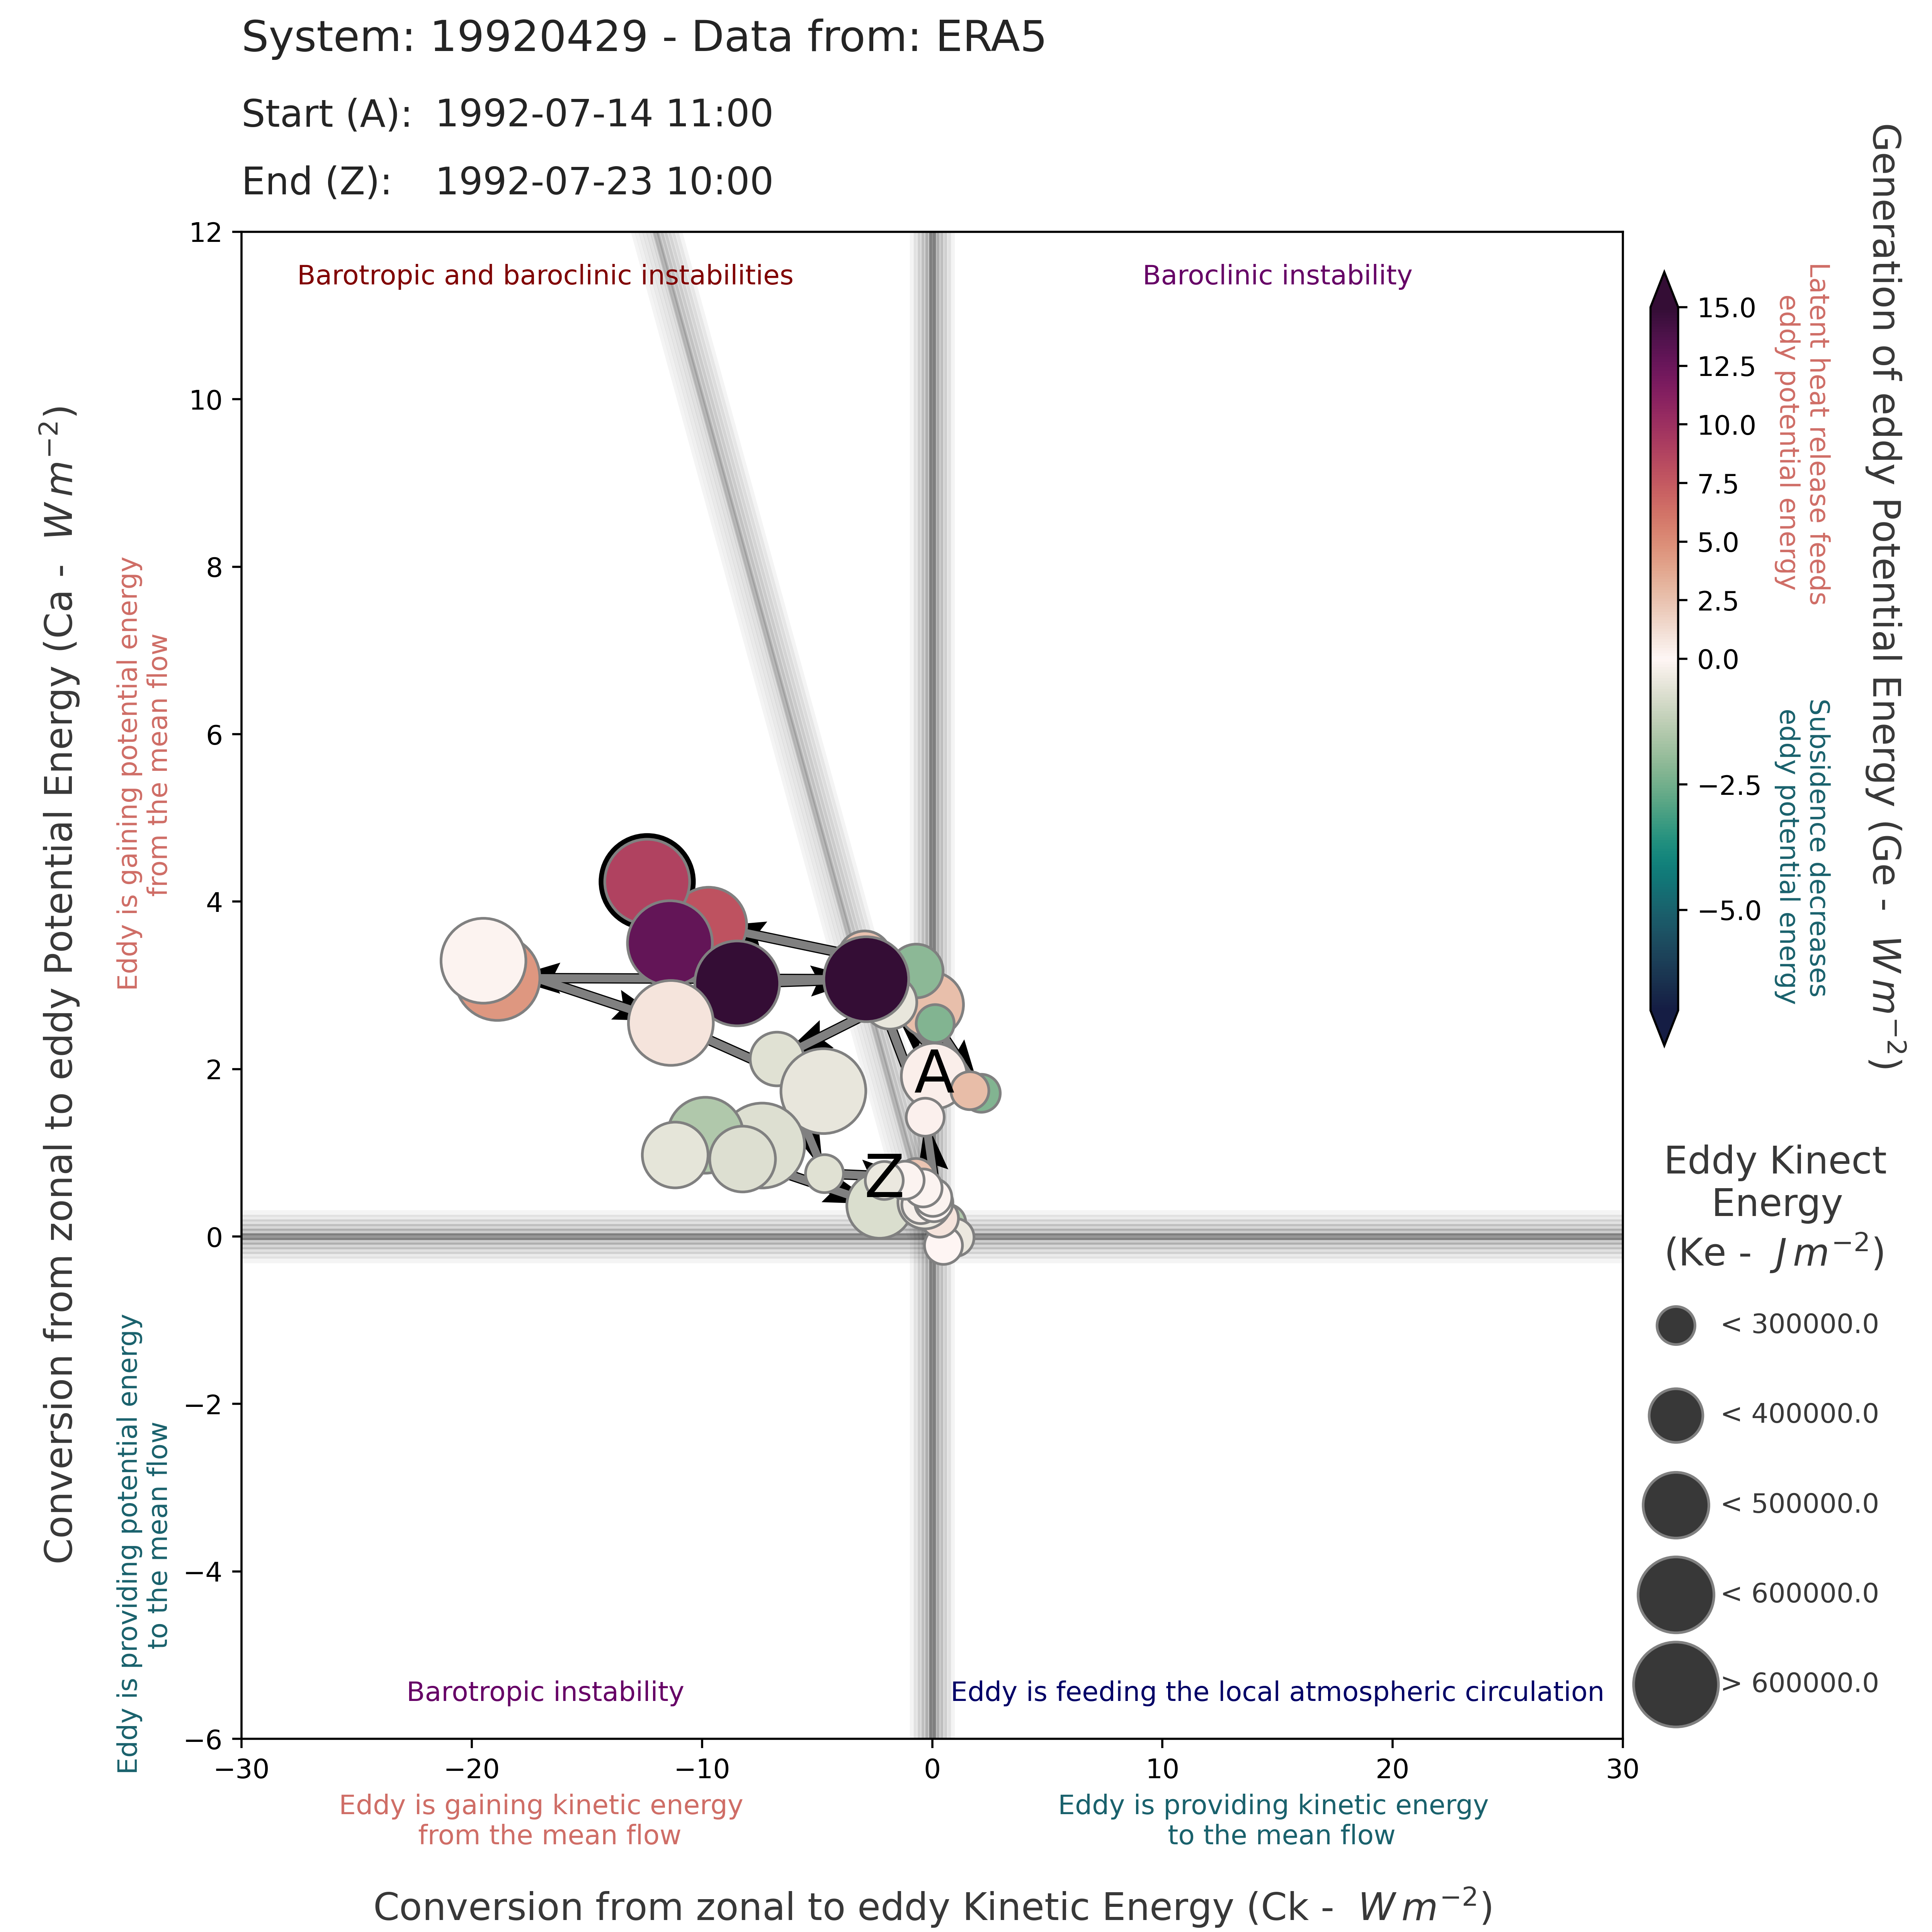 System: 19920429 - Data from: ERA5
Start (A): 1992-07-14 11:00
End (Z): 1992-07-23 10:00
Conversion from zonal to eddy Potential Energy (Ca - W m⁻²)
Eddy is gaining potential energy
from the mean flow
Eddy is providing potential energy
to the mean flow
12
10
8
6
4
2
0
−2
−4
−6
Barotropic and baroclinic instabilities
Baroclinic instability
A
Z
Barotropic instability
Eddy is feeding the local atmospheric circulation
−30
−20
−10
0
10
20
30
Eddy is gaining kinetic energy
from the mean flow
Eddy is providing kinetic energy
to the mean flow
Conversion from zonal to eddy Kinetic Energy (Ck - W m⁻²)
15.0
12.5
10.0
7.5
5.0
2.5
0.0
−2.5
−5.0
Latent heat release feeds
eddy potential energy
Subsidence decreases
eddy potential energy
Generation of eddy Potential Energy (Ge - W m⁻²)
Eddy Kinect
Energy
(Ke - J m⁻²)
< 300000.0
< 400000.0
< 500000.0
< 600000.0
> 600000.0